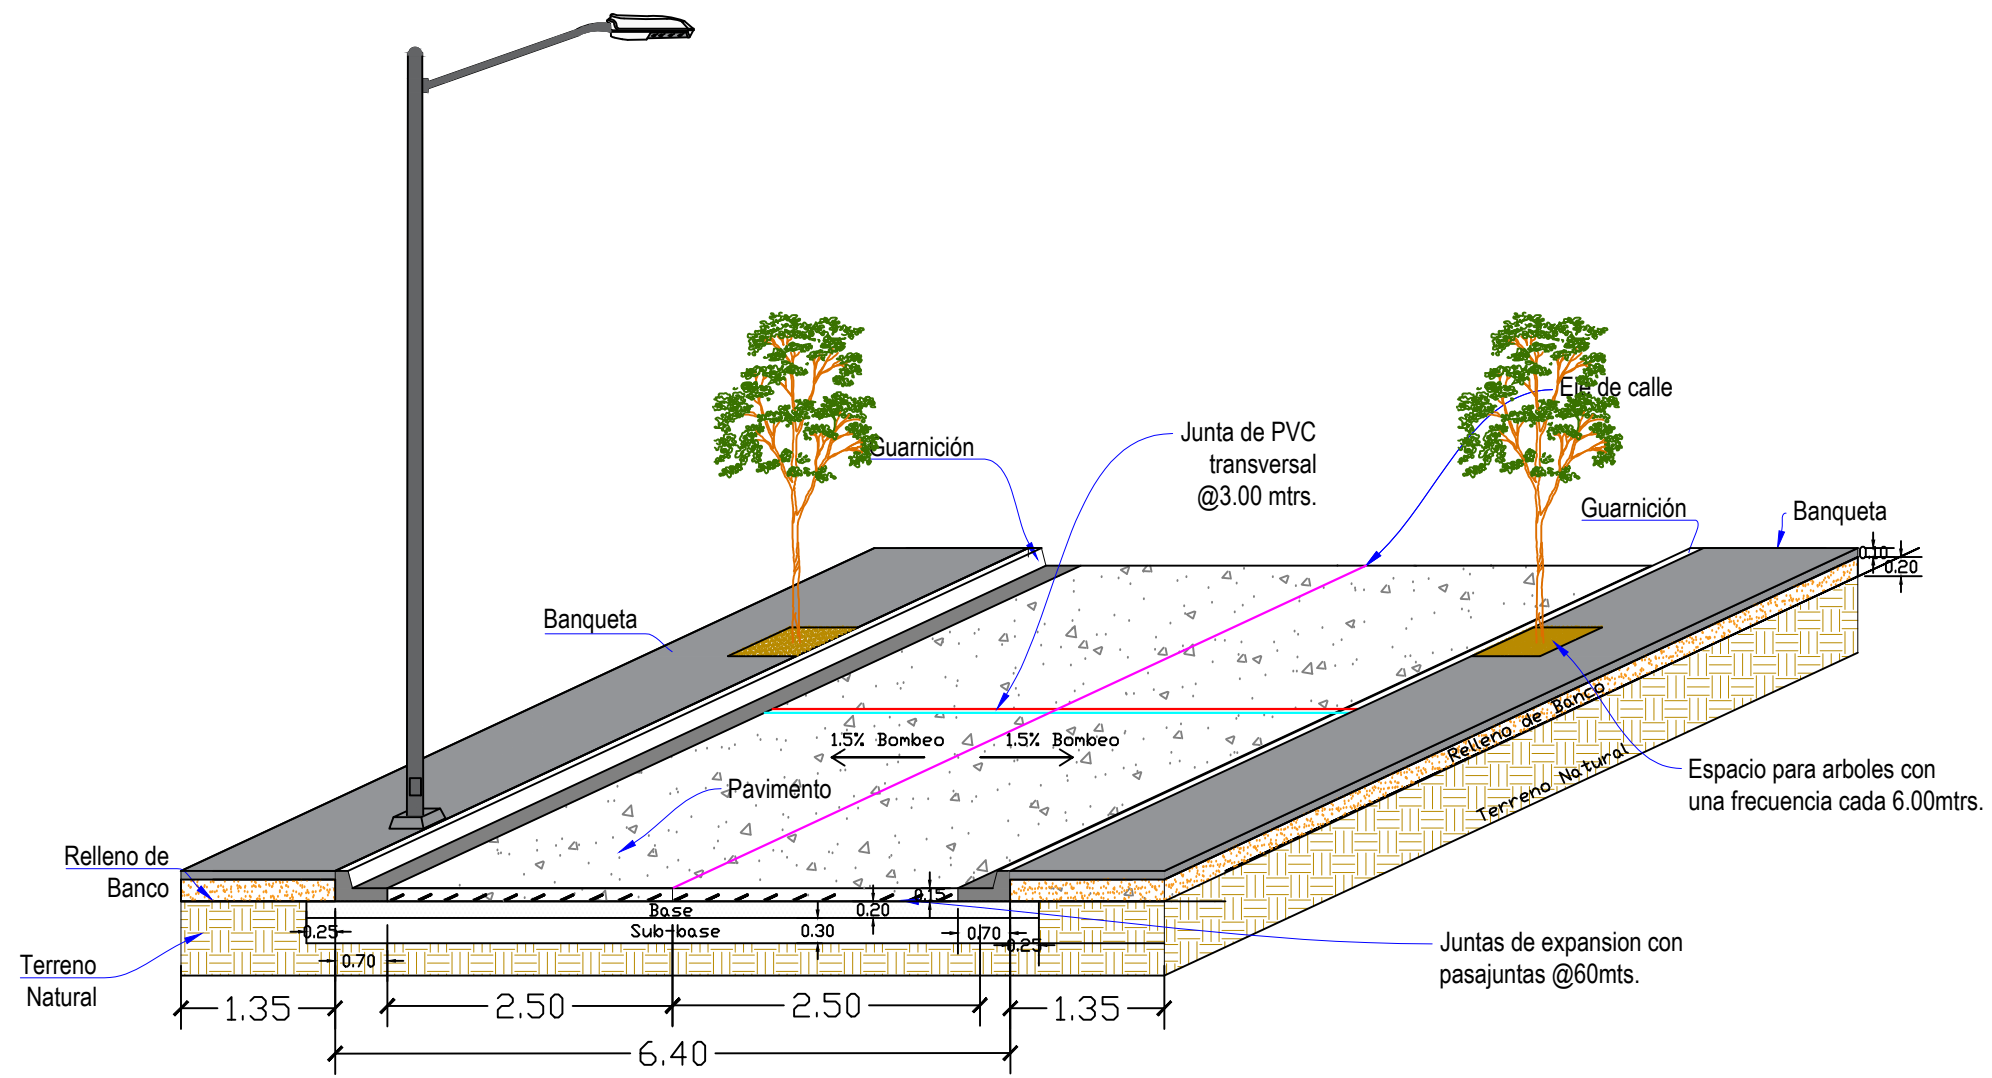 Eje de calle
Junta de PVC
transversal
@3.00 mtrs.
Guarnición
Guarnición
Banqueta
0.10
0.20
Banqueta
1.5% Bombeo
1.5% Bombeo
Relleno de Banco
Terreno Natural
Pavimento
Espacio para arboles con
una frecuencia cada 6.00mtrs.
Relleno de
Banco
0.15
Base
0.20
Sub-base
0.30
0.25
0.70
0.70
0.25
Juntas de expansion con
pasajuntas @60mts.
Terreno
Natural
1.35
2.50
2.50
1.35
6.40